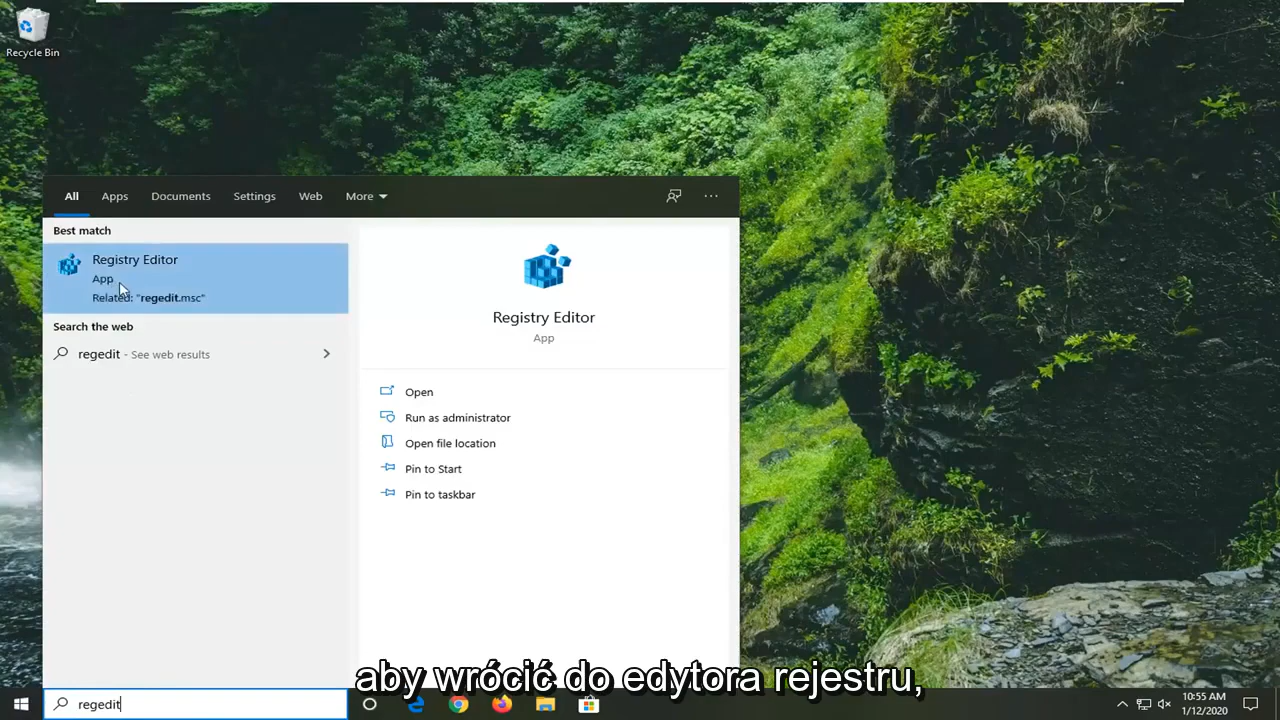 Recycle Bin
All Apps Documents Settings Web More
Best match
Registry Editor
App
Related: "regedit.msc"
Search the web
regedit - See web results
Registry Editor
App
Open
Run as administrator
Open file location
Pin to Start
Pin to taskbar
aby wrócić do edytora rejestru,
regedit
10:55 AM
1/12/2020